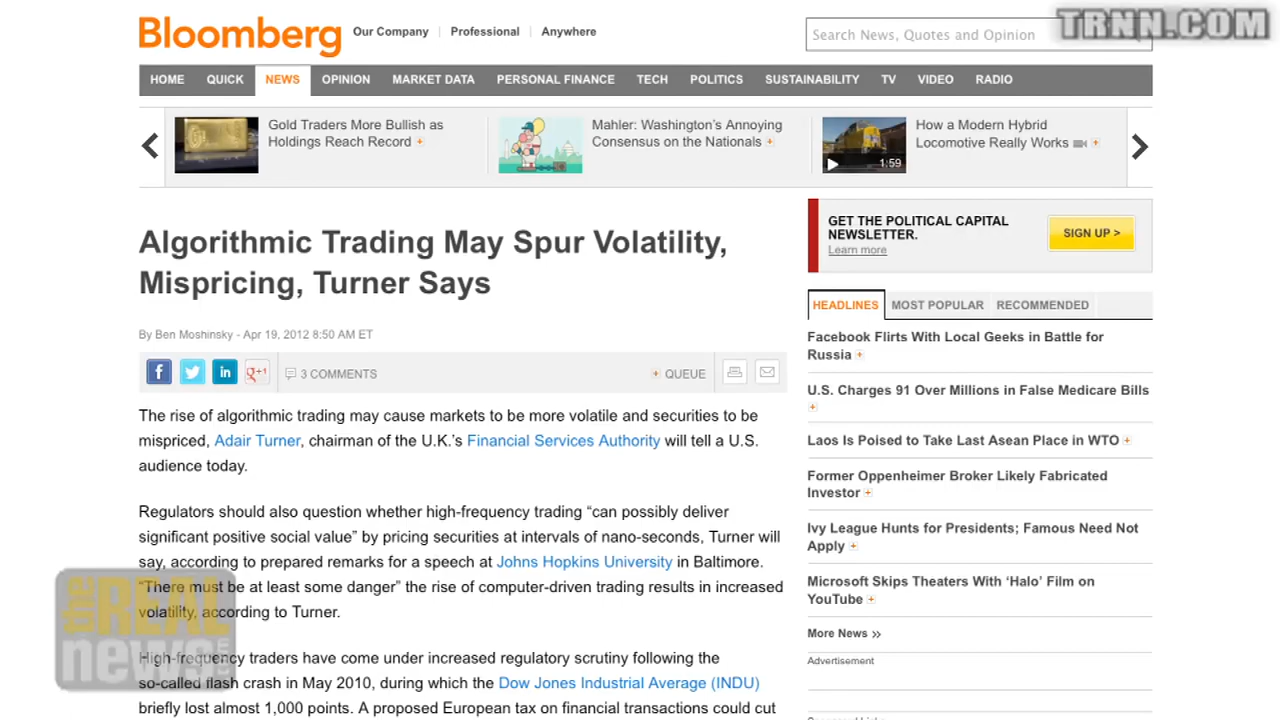 Bloomberg
Our Company
Professional
Anywhere
Search News, Quotes and Opinion
TRNN.COM
HOME
QUICK
NEWS
OPINION
MARKET DATA
PERSONAL FINANCE
TECH
POLITICS
SUSTAINABILITY
TV
VIDEO
RADIO
Gold Traders More Bullish as
Holdings Reach Record +
Mahler: Washington's Annoying
Consensus on the Nationals +
1:59
How a Modern Hybrid
Locomotive Really Works +
Algorithmic Trading May Spur Volatility,
Mispricing, Turner Says
By Ben Moshinsky - Apr 19, 2012 8:50 AM ET
f
in
g+1
3 COMMENTS
+ QUEUE
The rise of algorithmic trading may cause markets to be more volatile and securities to be
mispriced, Adair Turner, chairman of the U.K.'s Financial Services Authority will tell a U.S.
audience today.
Regulators should also question whether high-frequency trading “can possibly deliver
significant positive social value” by pricing securities at intervals of nano-seconds, Turner will
say, according to prepared remarks for a speech at Johns Hopkins University in Baltimore.
“There must be at least some danger” the rise of computer-driven trading results in increased
volatility, according to Turner.
High-frequency traders have come under increased regulatory scrutiny following the
so-called flash crash in May 2010, during which the Dow Jones Industrial Average (INDU)
briefly lost almost 1,000 points. A proposed European tax on financial transactions could cut
GET THE POLITICAL CAPITAL
NEWSLETTER.
Learn more
SIGN UP >
HEADLINES
MOST POPULAR
RECOMMENDED
Facebook Flirts With Local Geeks in Battle for
Russia +
U.S. Charges 91 Over Millions in False Medicare Bills
+
Laos Is Poised to Take Last Asean Place in WTO +
Former Oppenheimer Broker Likely Fabricated
Investor +
Ivy League Hunts for Presidents; Famous Need Not
Apply +
Microsoft Skips Theaters With ‘Halo’ Film on
YouTube +
More News >>
Advertisement
the
REAL
news
.com